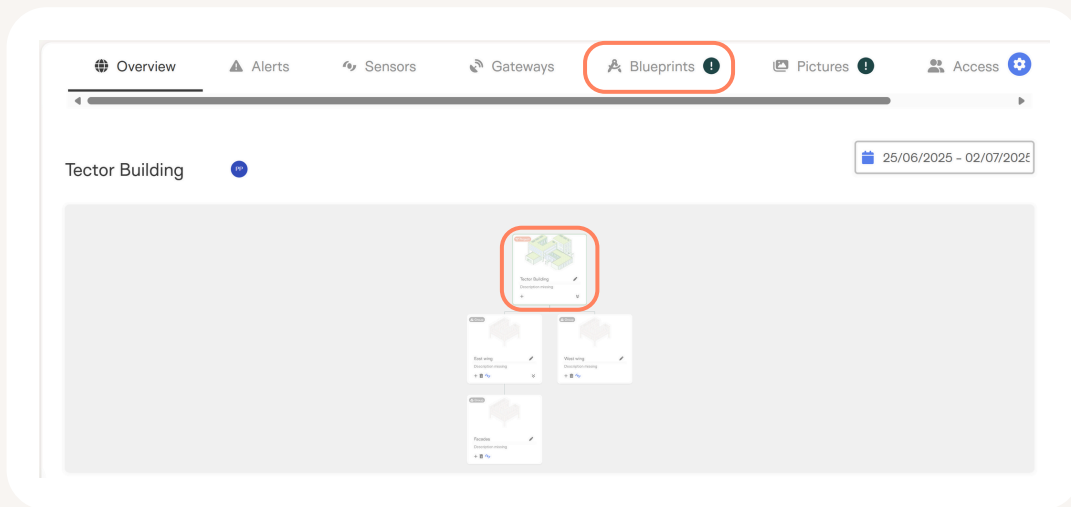 Overview
Alerts
Sensors
Gateways
Blueprints !
Pictures !
Access
Tector Building
PP
25/06/2025 - 02/07/2025
Tector Building
Description missing
East wing
Description missing
West wing
Description missing
Description missing